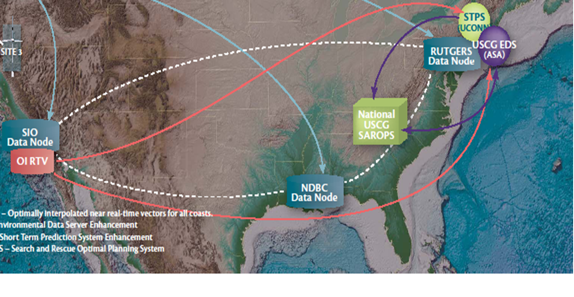 STPS
(UCONN)
USCG EDS
(ASA)
RUTGERS
Data Node
SITE 3
National
USCG
SAROPS
SIO
Data Node
OI RTV
NDBC
Data Node
– Optimally interpolated near real-time vectors for all coasts.
nvironmental Data Server Enhancement
Short Term Prediction System Enhancement
S – Search and Rescue Optimal Planning System